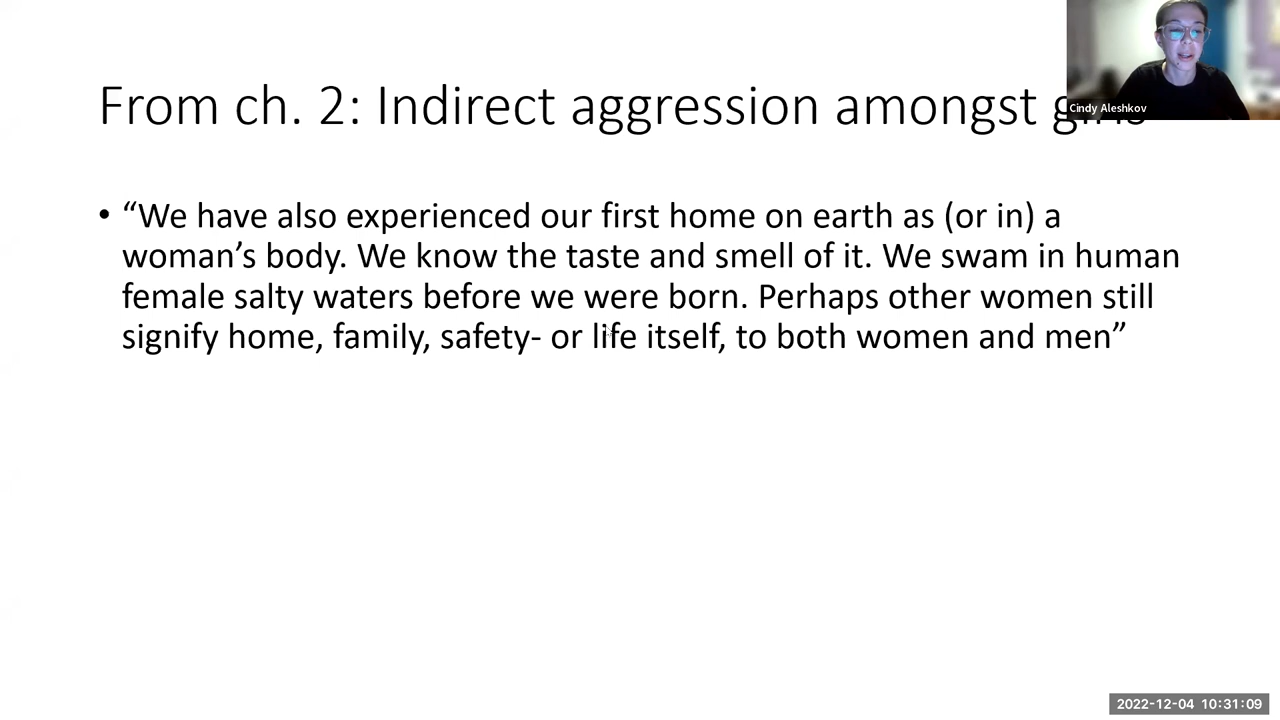 From ch. 2: Indirect aggression amongst
Cindy Aleshkov
• “We have also experienced our first home on earth as (or in) a
woman’s body. We know the taste and smell of it. We swam in human
female salty waters before we were born. Perhaps other women still
signify home, family, safety- or life itself, to both women and men”
2022-12-04 10:31:09